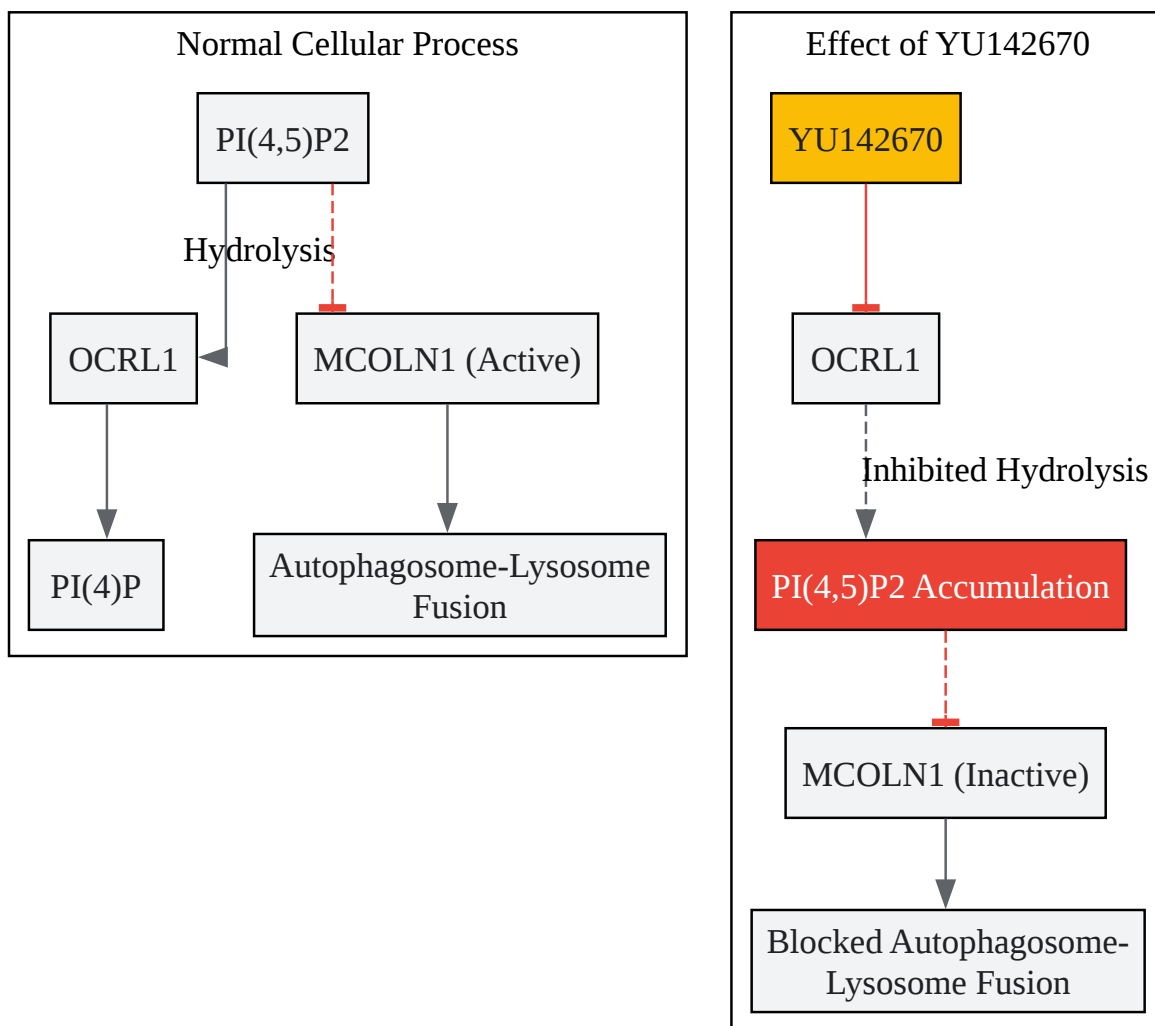 Normal Cellular Process
PI(4,5)P2
Hydrolysis
OCRL1
MCOLN1 (Active)
PI(4)P
Autophagosome-Lysosome
Fusion
Effect of YU142670
YU142670
OCRL1
Inhibited Hydrolysis
PI(4,5)P2 Accumulation
MCOLN1 (Inactive)
Blocked Autophagosome-
Lysosome Fusion